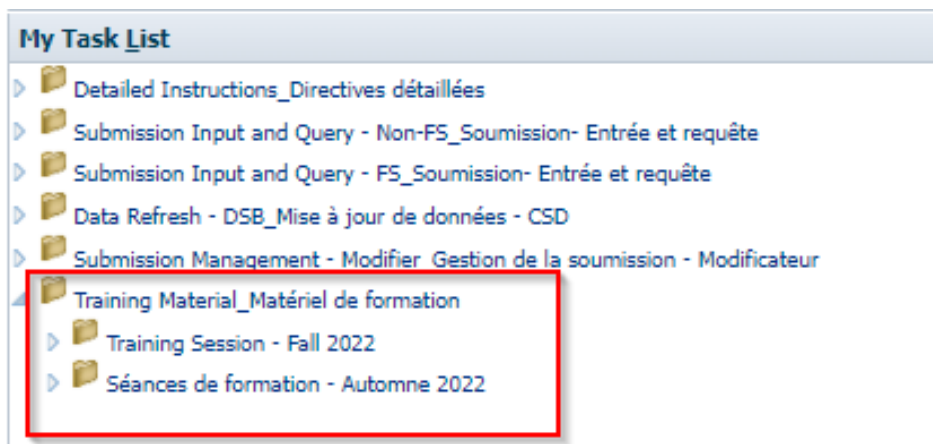 My Task List
Detailed Instructions_Directives détaillées
Submission Input and Query - Non-FS_Soumission- Entrée et requête
Submission Input and Query - FS_Soumission- Entrée et requête
Data Refresh - DSB_Mise à jour de données - CSD
Submission Management - Modifier_Gestion de la soumission - Modificateur
Training Material_Matériel de formation
Training Session - Fall 2022
Séances de formation - Automne 2022